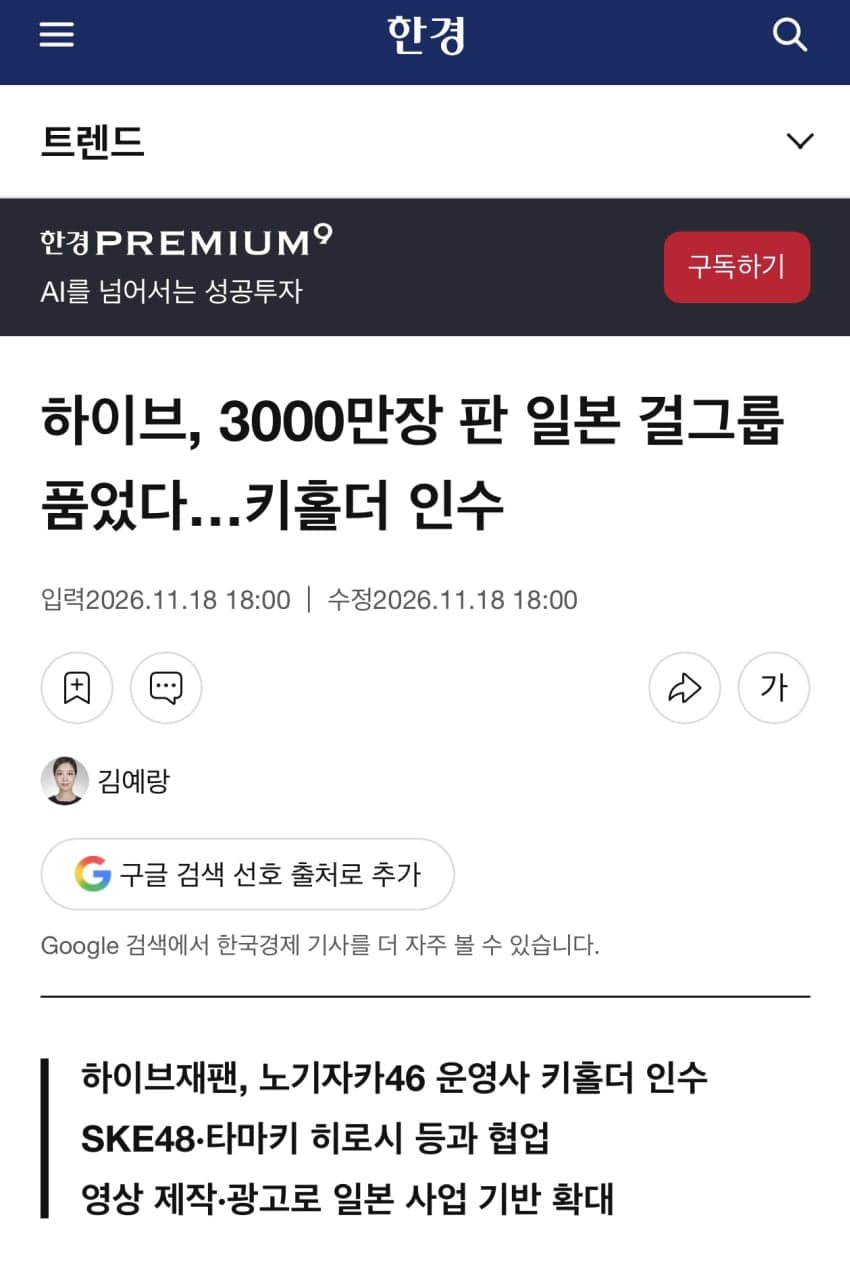 한경
트렌드
한경PREMIUM9
AI를 넘어서는 성공투자
구독하기
하이브, 3000만장 판 일본 걸그룹
품었다…키홀더 인수
입력2026.11.18 18:00 | 수정2026.11.18 18:00
가
김예랑
구글 검색 선호 출처로 추가
Google 검색에서 한국경제 기사를 더 자주 볼 수 있습니다.
하이브재팬, 노기자카46 운영사 키홀더 인수
SKE48·타마키 히로시 등과 협업
영상 제작·광고로 일본 사업 기반 확대